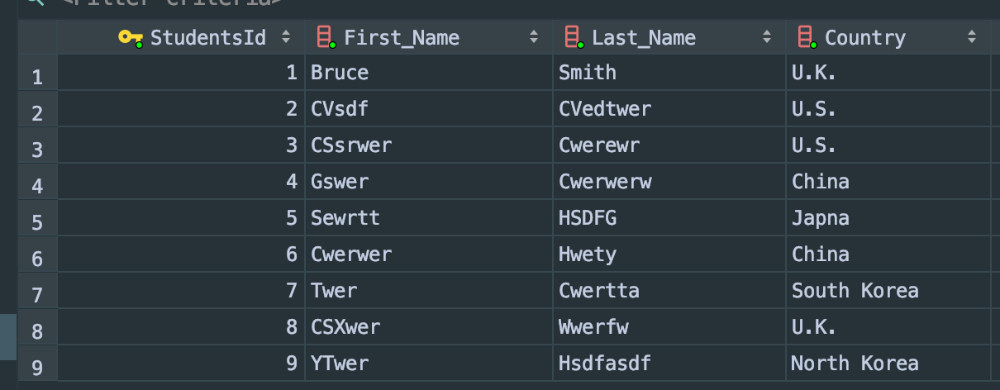 <Filter Criteria>
StudentsId First_Name Last_Name Country
1 1 Bruce Smith U.K.
2 2 CVsdf CVedtwer U.S.
3 3 CSsrwer Cwerewr U.S.
4 4 Gswer Cwerwerw China
5 5 Sewrtt HSDFG Japna
6 6 Cwerwer Hwety China
7 7 Twer Cwertta South Korea
8 8 CSXwer Wwerfw U.K.
9 9 YTwer Hsdfasdf North Korea